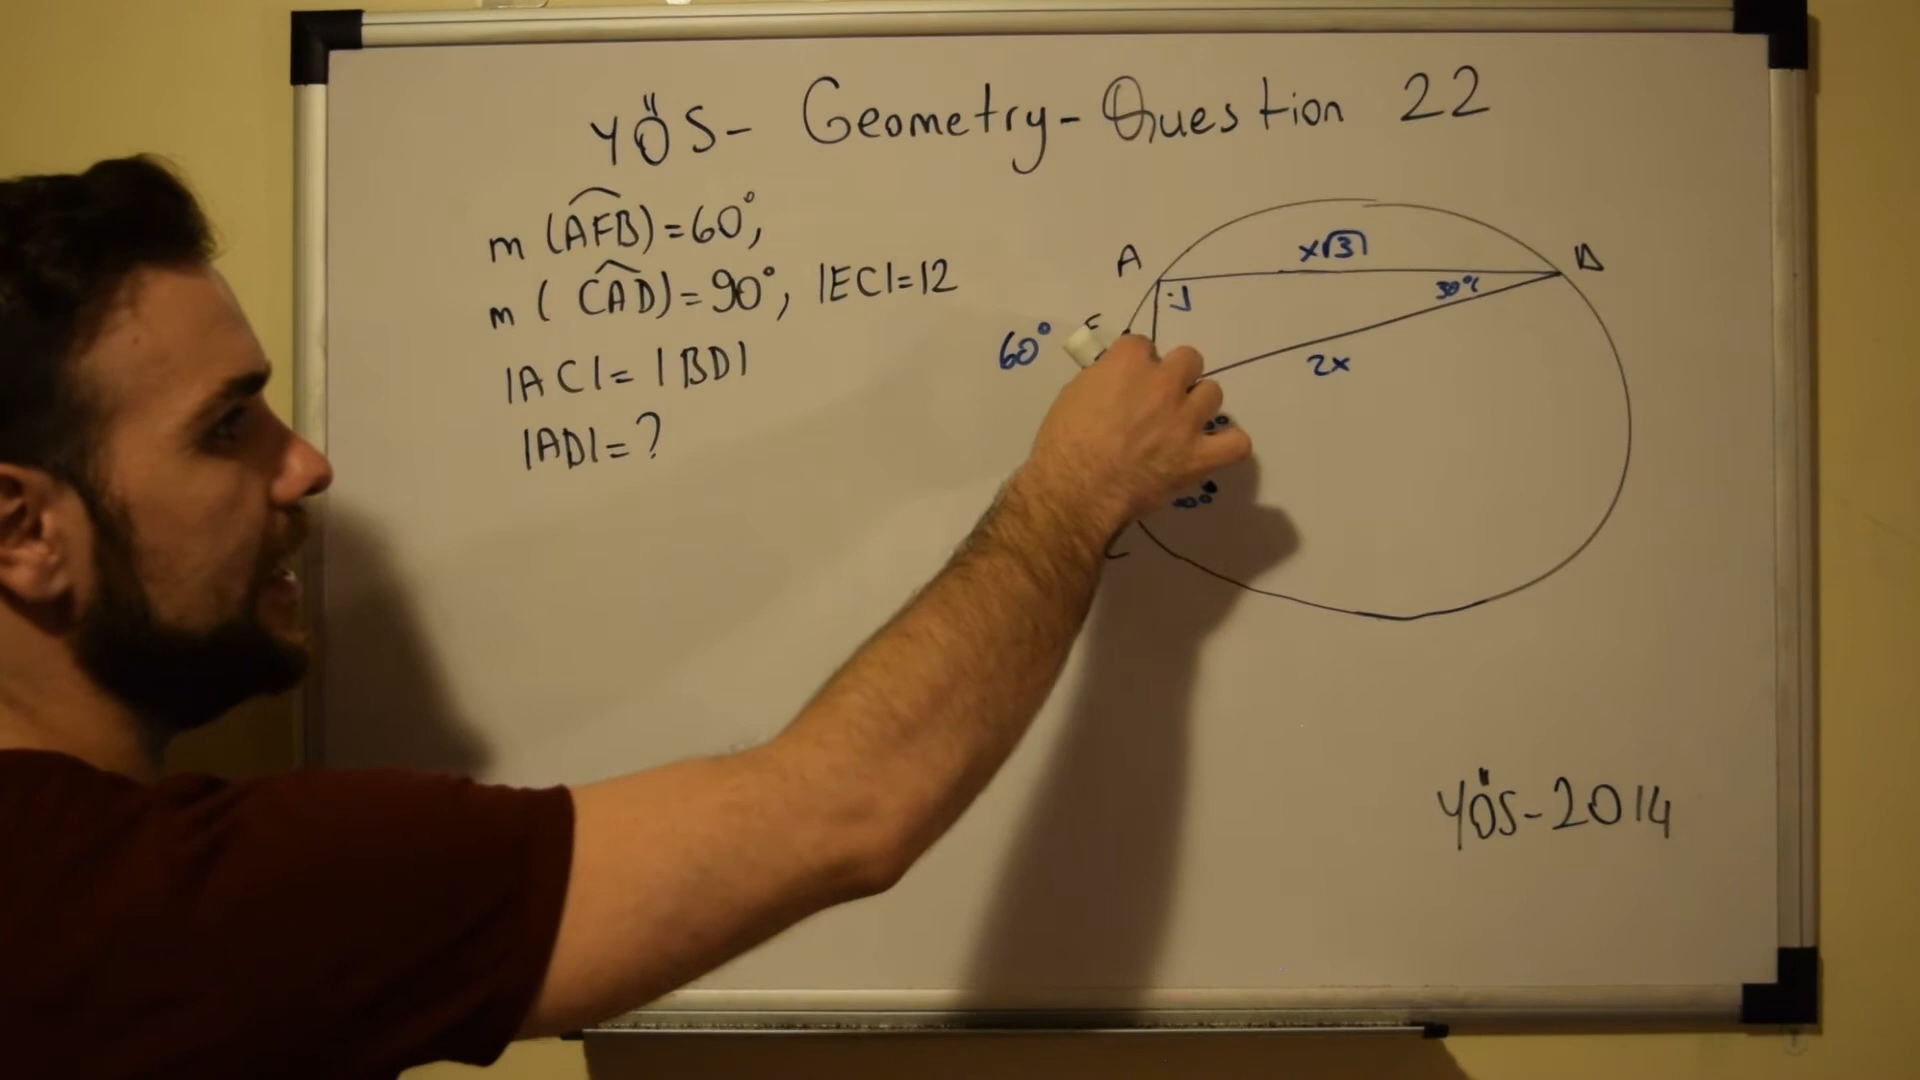 YÖS- Geometry-Question 22
m (AFB)=60°,
m ( CAD)=90°, |EC|=12
|AC|= |BD|
|AD|= ?
A
x√3
D
30°
60°
2x
C
YÖS-2014